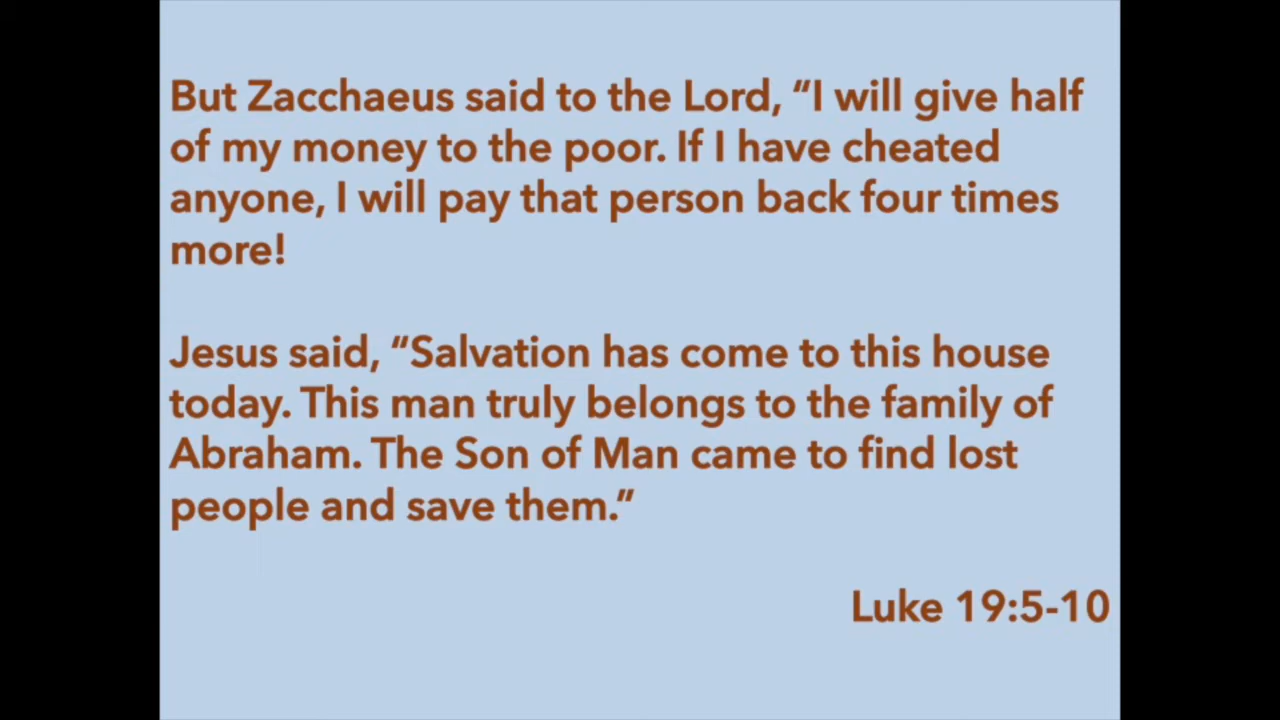 But Zacchaeus said to the Lord, “I will give half
of my money to the poor. If I have cheated
anyone, I will pay that person back four times
more!
Jesus said, “Salvation has come to this house
today. This man truly belongs to the family of
Abraham. The Son of Man came to find lost
people and save them.”
Luke 19:5-10